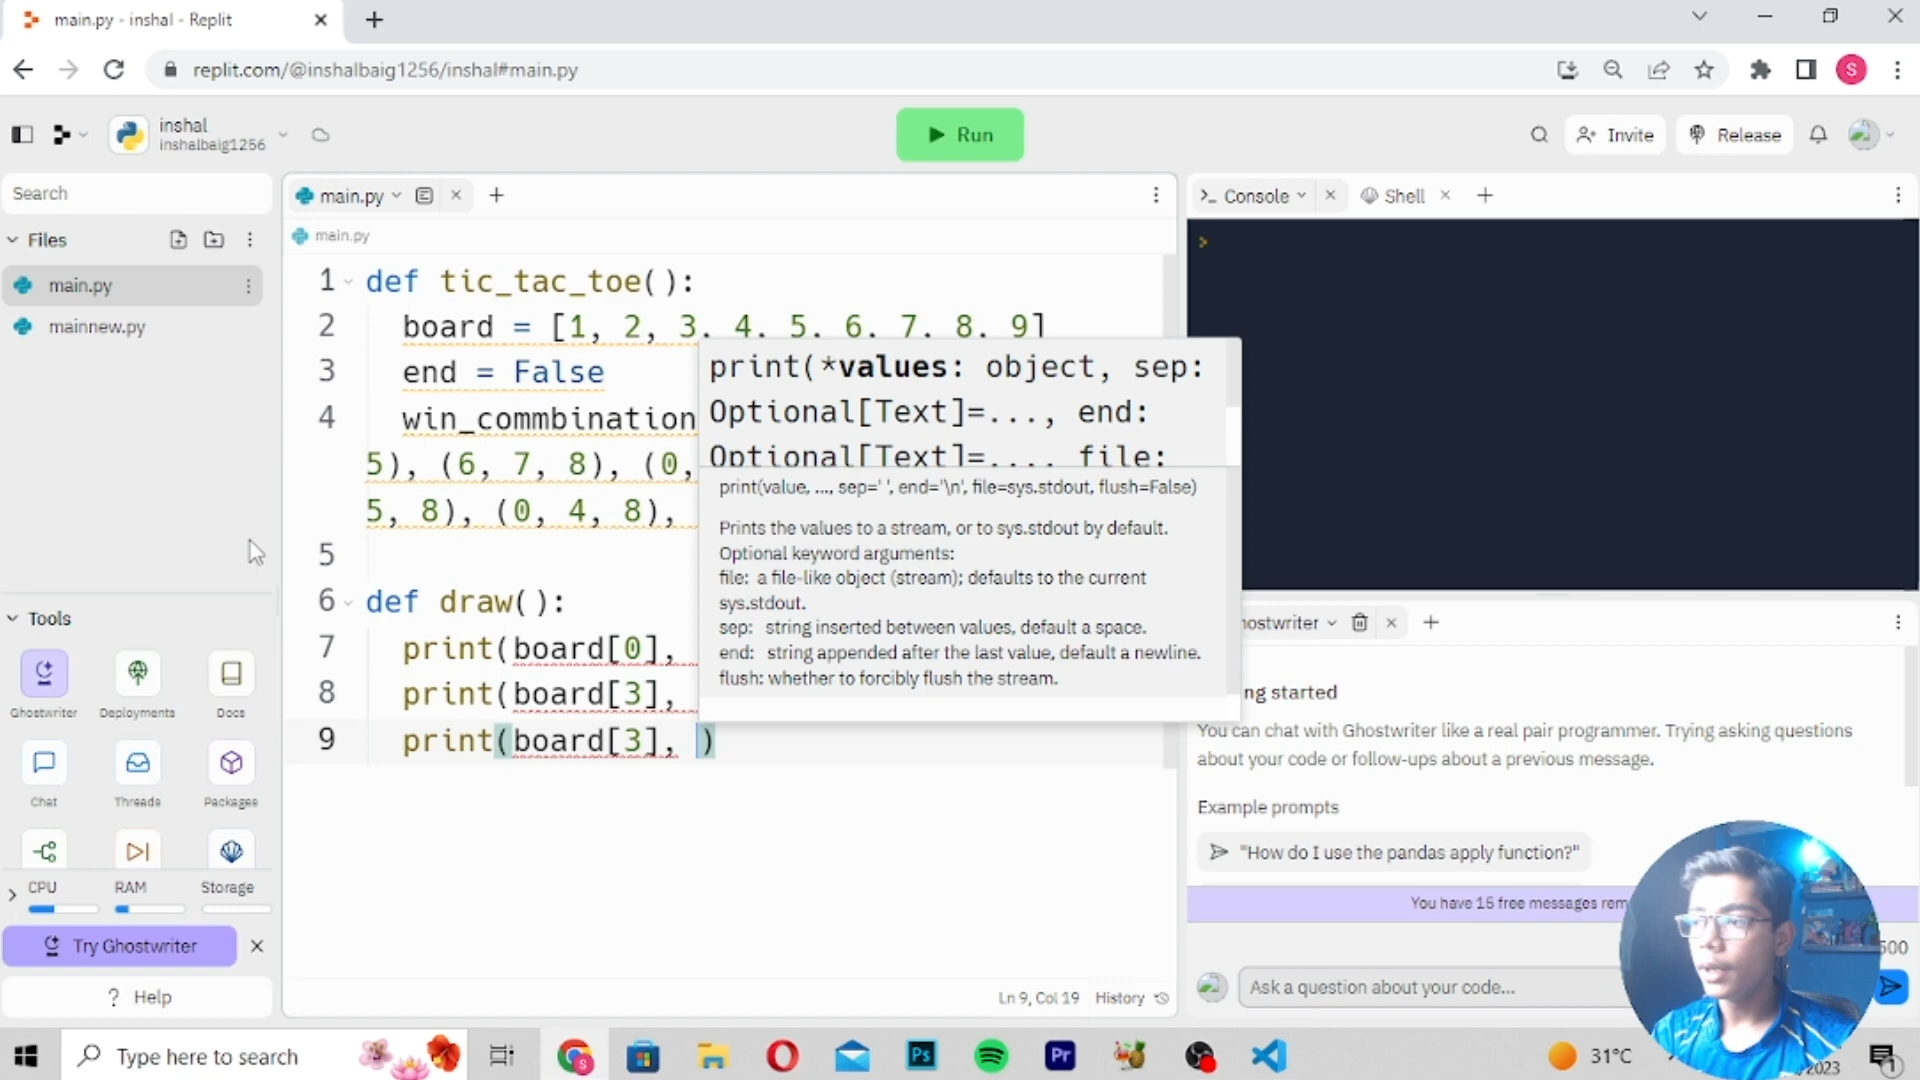 main.py - inshal - Replit
replit.com/@inshalbaig1256/inshal#main.py
S
inshal
inshalbaig1256
Run
Invite
Release
Search
Files
main.py
mainnew.py
main.py
main.py
1 def tic_tac_toe():
2 board = [1, 2, 3, 4, 5, 6, 7, 8, 9]
3 end = False
4 win_commbination
5), (6, 7, 8), (0,
5, 8), (0, 4, 8),
5
6 def draw():
7 print(board[0],
8 print(board[3],
9 print(board[3], )
print(*values: object, sep:
Optional[Text]=..., end:
Optional[Text]=..., file:
print(value, ..., sep=' ', end='\n', file=sys.stdout, flush=False)
Prints the values to a stream, or to sys.stdout by default.
Optional keyword arguments:
file: a file-like object (stream); defaults to the current
sys.stdout.
sep: string inserted between values, default a space.
end: string appended after the last value, default a newline.
flush: whether to forcibly flush the stream.
Ln 9, Col 19 History
Console
Shell
>
hostwriter
ng started
You can chat with Ghostwriter like a real pair programmer. Trying asking questions
about your code or follow-ups about a previous message.
Example prompts
"How do I use the pandas apply function?"
You have 15 free messages rem
500
Ask a question about your code...
Tools
Ghostwriter
Deployments
Docs
Chat
Threads
Packages
CPU
RAM
Storage
Try Ghostwriter
? Help
Type here to search
Ps
Pr
31°C
2023
1